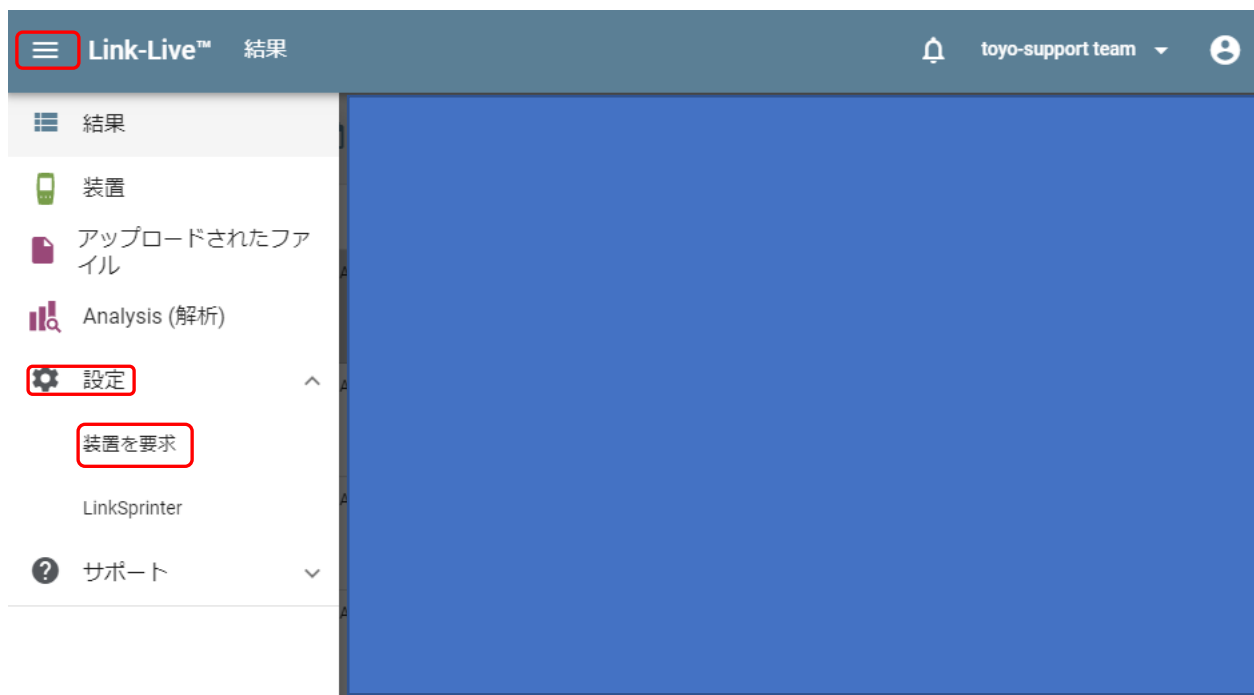 Link-Live™ 結果 toyo-support team
結果
装置
アップロードされたファ
イル
Analysis (解析)
設定
装置を要求
LinkSprinter
サポート